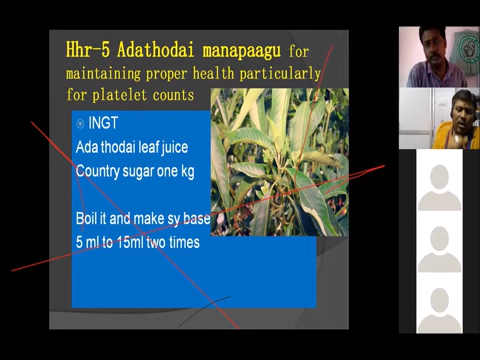 Hhr-5 Adathodai manapaagu for
maintaining proper health particularly
for platelet counts
INGT
Ada thodai leaf juice
Country sugar one kg
Boil it and make sy base
5 ml to 15ml two times